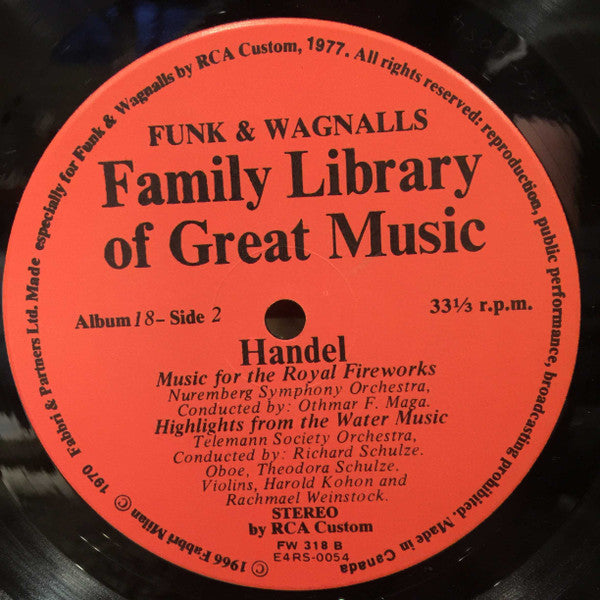 © 1966 Fabbri Milan © 1970 Fabbri & Partners Ltd. Made especially for Funk & Wagnalls by RCA Custom, 1977. All rights reserved: reproduction, public performance, broadcasting prohibited. Made in Canada
FUNK & WAGNALLS
Family Library
of Great Music
Album 18 - Side 2
33⅓ r.p.m.
Handel
Music for the Royal Fireworks
Nuremberg Symphony Orchestra,
Conducted by: Othmar F. Maga.
Highlights from the Water Music
Telemann Society Orchestra,
Conducted by: Richard Schulze.
Oboe, Theodora Schulze.
Violins, Harold Kohon and
Rachmael Weinstock.
STEREO
by RCA Custom
FW 318 B
E4RS-0054